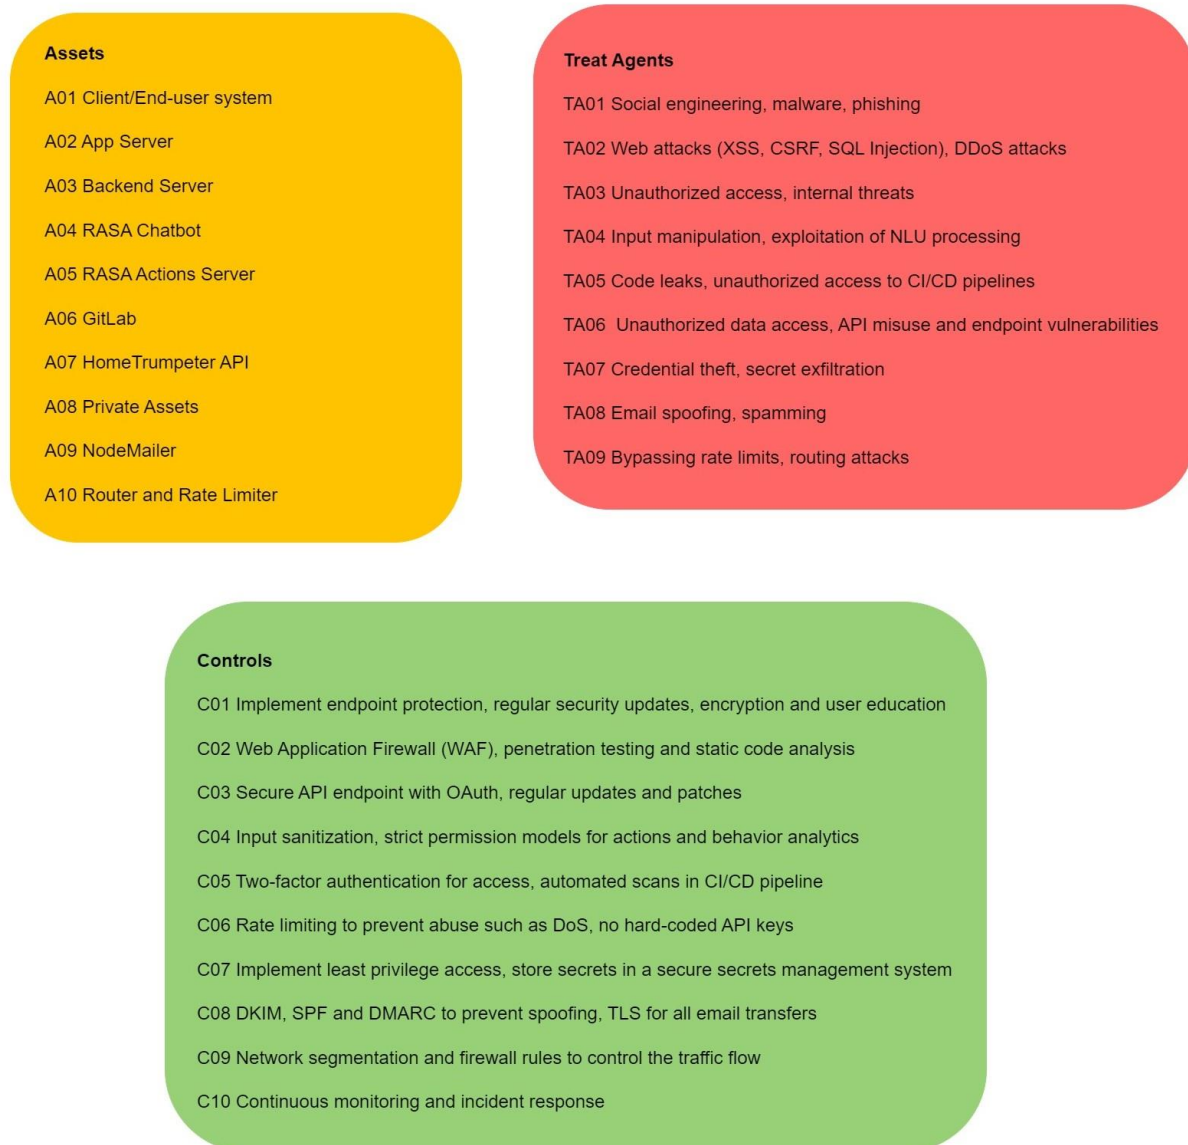 Assets
A01 Client/End-user system
A02 App Server
A03 Backend Server
A04 RASA Chatbot
A05 RASA Actions Server
A06 GitLab
A07 HomeTrumpeter API
A08 Private Assets
A09 NodeMailer
A10 Router and Rate Limiter
Treat Agents
TA01 Social engineering, malware, phishing
TA02 Web attacks (XSS, CSRF, SQL Injection), DDoS attacks
TA03 Unauthorized access, internal threats
TA04 Input manipulation, exploitation of NLU processing
TA05 Code leaks, unauthorized access to CI/CD pipelines
TA06 Unauthorized data access, API misuse and endpoint vulnerabilities
TA07 Credential theft, secret exfiltration
TA08 Email spoofing, spamming
TA09 Bypassing rate limits, routing attacks
Controls
C01 Implement endpoint protection, regular security updates, encryption and user education
C02 Web Application Firewall (WAF), penetration testing and static code analysis
C03 Secure API endpoint with OAuth, regular updates and patches
C04 Input sanitization, strict permission models for actions and behavior analytics
C05 Two-factor authentication for access, automated scans in CI/CD pipeline
C06 Rate limiting to prevent abuse such as DoS, no hard-coded API keys
C07 Implement least privilege access, store secrets in a secure secrets management system
C08 DKIM, SPF and DMARC to prevent spoofing, TLS for all email transfers
C09 Network segmentation and firewall rules to control the traffic flow
C10 Continuous monitoring and incident response